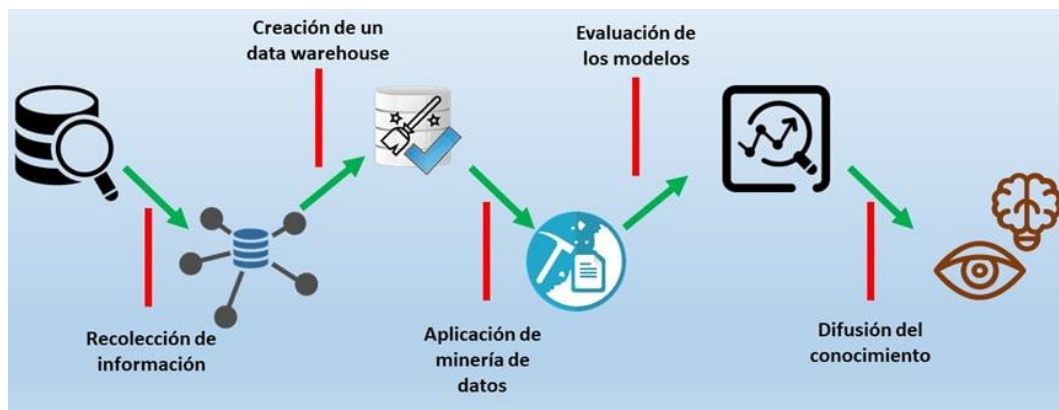 Creación de un
data warehouse
Evaluación de
los modelos
Recolección de
información
Aplicación de
minería de
datos
Difusión del
conocimiento